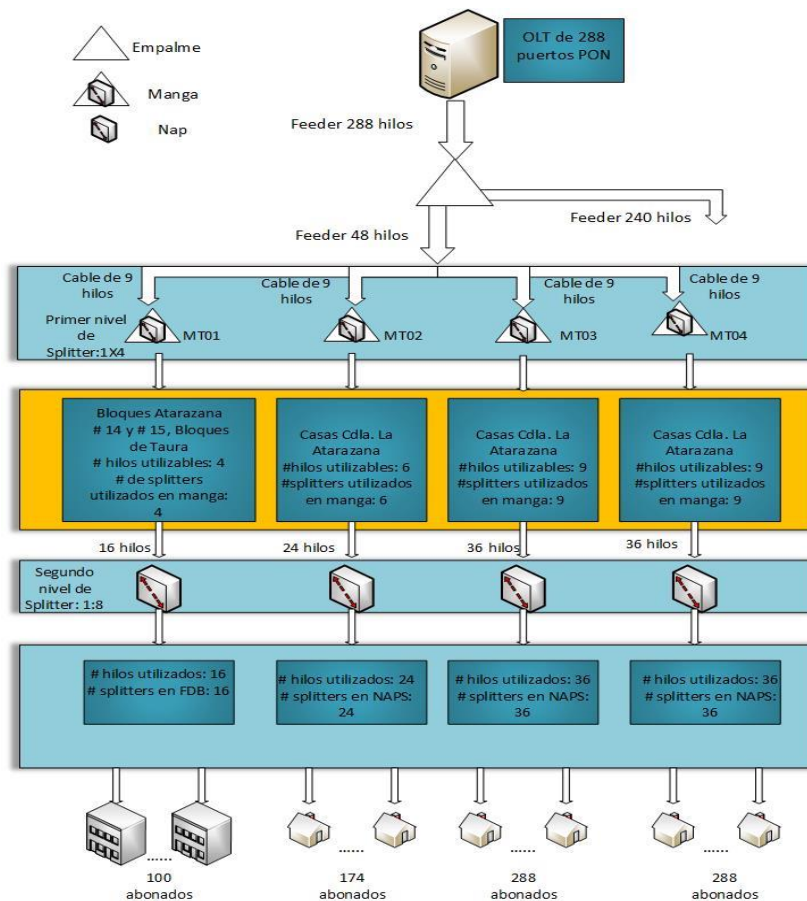 Empalme
Manga
Nap
OLT de 288
puertos PON
Feeder 288 hilos
Feeder 240 hilos
Feeder 48 hilos
Cable de 9
hilos
Cable de 9
hilos
Cable de 9
hilos
Cable de 9
hilos
Primer nivel
de
Splitter:1X4
MT01
MT02
MT03
MT04
Bloques Atarazana
# 14 y # 15, Bloques
de Taura
# hilos utilizables: 4
# de splitters
utilizados en manga:
4
Casas Cdla. La
Atarazana
#hilos utilizables: 6
#splitters utilizados
en manga: 6
Casas Cdla. La
Atarazana
#hilos utilizables: 9
#splitters utilizados
en manga: 9
Casas Cdla. La
Atarazana
#hilos utilizables: 9
#splitters utilizados
en manga: 9
16 hilos
24 hilos
36 hilos
36 hilos
Segundo
nivel de
Splitter: 1:8
# hilos utilizados: 16
# splitters en FDB: 16
# hilos utilizados: 24
# splitters en NAPS:
24
# hilos utilizados: 36
# splitters en NAPS:
36
# hilos utilizados: 36
# splitters en NAPS:
36
......
......
......
......
100
abonados
174
abonados
288
abonados
288
abonados